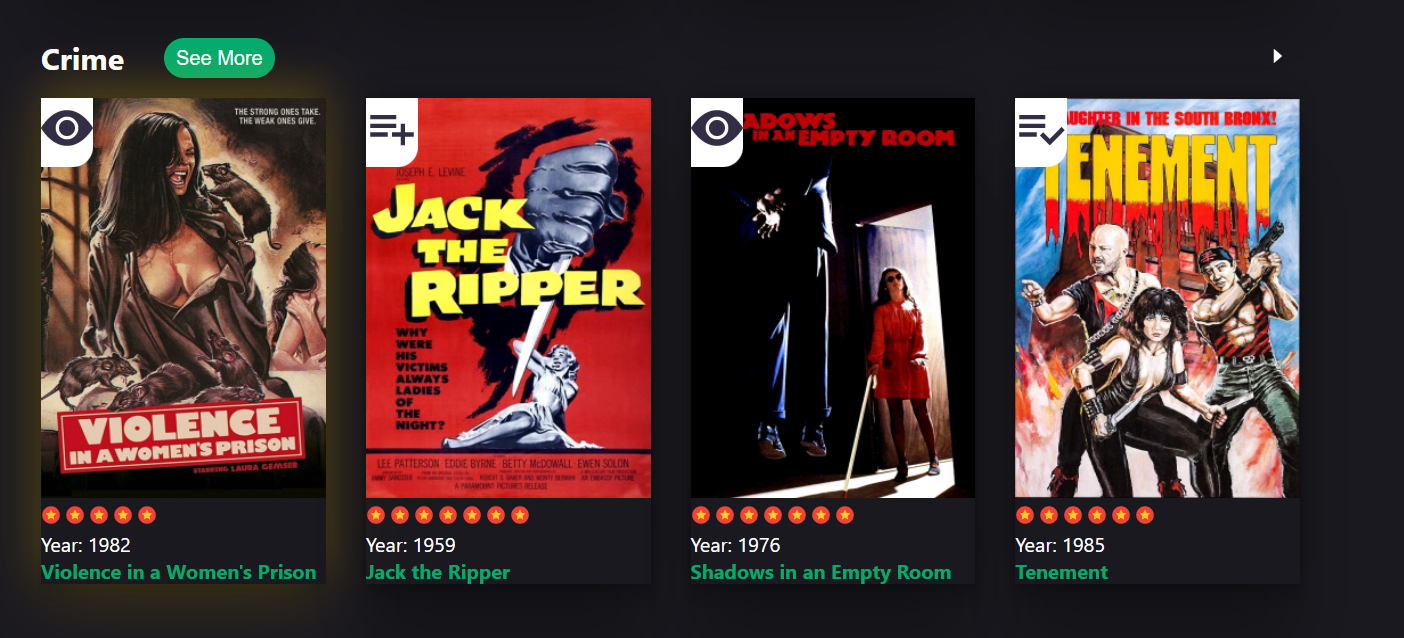 Crime
See More
THE STRONG ONES TAKE.
THE WEAK ONES GIVE.
VIOLENCE
IN A WOMEN'S PRISON
STARRING LAURA GEMSER
JOSEPH E. LEVINE
JACK
THE
RIPPER
WHY
WERE
HIS
VICTIMS
ALWAYS
LADIES
OF
THE
NIGHT?
LEE PATTERSON · EDDIE BYRNE · BETTY McDOWALL · EWEN SOLON
A PARAMOUNT PICTURES RELEASE
ADOWS
IN AN EMPTY ROOM
AUGHTER IN THE SOUTH BRONX!
TENEMENT
Year: 1982
Violence in a Women's Prison
Year: 1959
Jack the Ripper
Year: 1976
Shadows in an Empty Room
Year: 1985
Tenement